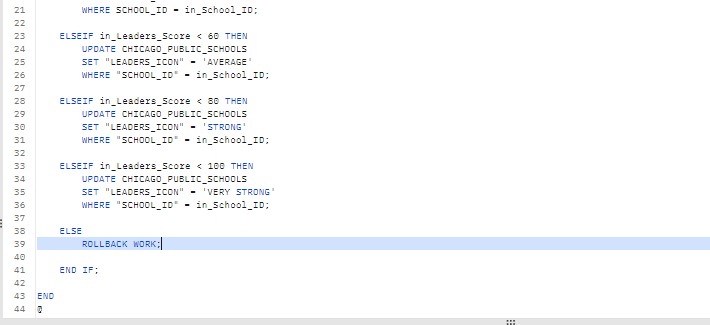 21 WHERE SCHOOL_ID = in_School_ID;
22
23 ELSEIF in_Leaders_Score < 60 THEN
24 UPDATE CHICAGO_PUBLIC_SCHOOLS
25 SET "LEADERS_ICON" = 'AVERAGE'
26 WHERE "SCHOOL_ID" = in_School_ID;
27
28 ELSEIF in_Leaders_Score < 80 THEN
29 UPDATE CHICAGO_PUBLIC_SCHOOLS
30 SET "LEADERS_ICON" = 'STRONG'
31 WHERE "SCHOOL_ID" = in_School_ID;
32
33 ELSEIF in_Leaders_Score < 100 THEN
34 UPDATE CHICAGO_PUBLIC_SCHOOLS
35 SET "LEADERS_ICON" = 'VERY STRONG'
36 WHERE "SCHOOL_ID" = in_School_ID;
37
38 ELSE
39 ROLLBACK WORK;
40
41 END IF;
42
43 END
44 @